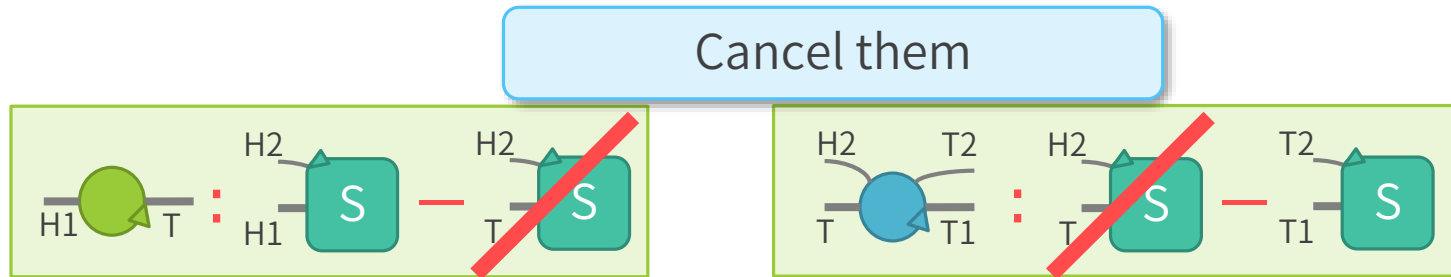 Cancel them
H2 H2 H2 T2 H2 T2
S S S S
H1 T H1 T T T1 T T1